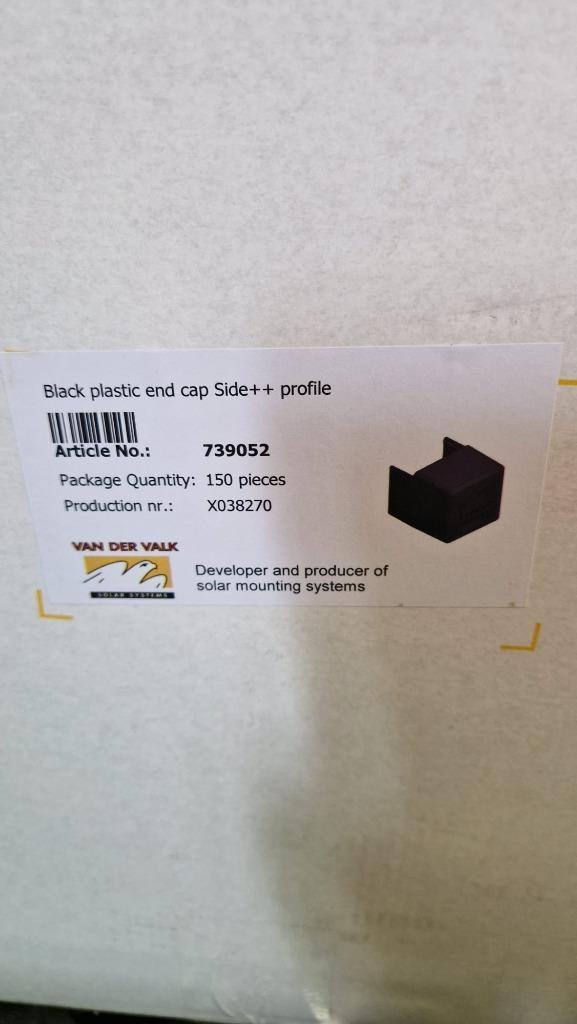 Black plastic end cap Side++ profile
Article No.: 739052
Package Quantity: 150 pieces
Production nr.: X038270
VAN DER VALK
SOLAR SYSTEMS
Developer and producer of
solar mounting systems